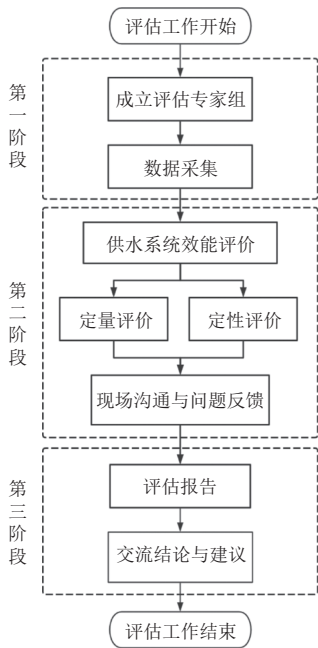 评估工作开始
第一阶段
成立评估专家组
数据采集
第二阶段
供水系统效能评价
定量评价
定性评价
现场沟通与问题反馈
第三阶段
评估报告
交流结论与建议
评估工作结束